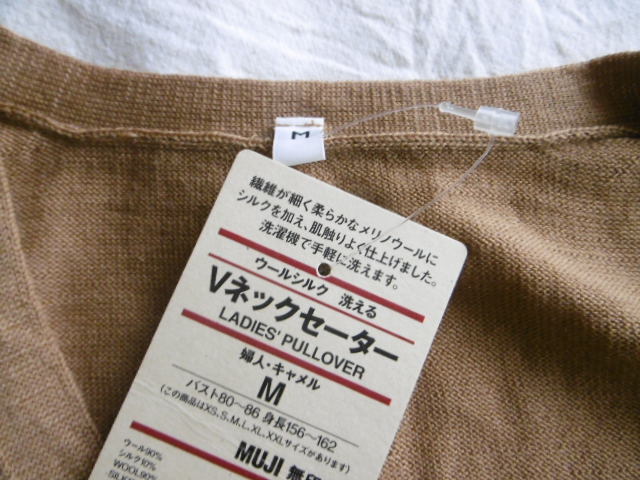 M
繊維が細く柔らかなメリノウールに
シルクを加え、肌触りよく仕上げました。
洗濯機で手軽に洗えます。
ウールシルク 洗える
Vネックセーター
LADIES' PULLOVER
婦人・キャメル
M
バスト80〜86 身長156〜162
(この商品はXS,S,M,L,XL,XXLサイズがあります)
MUJI 無印
ウール90%
シルク10%
WOOL90%